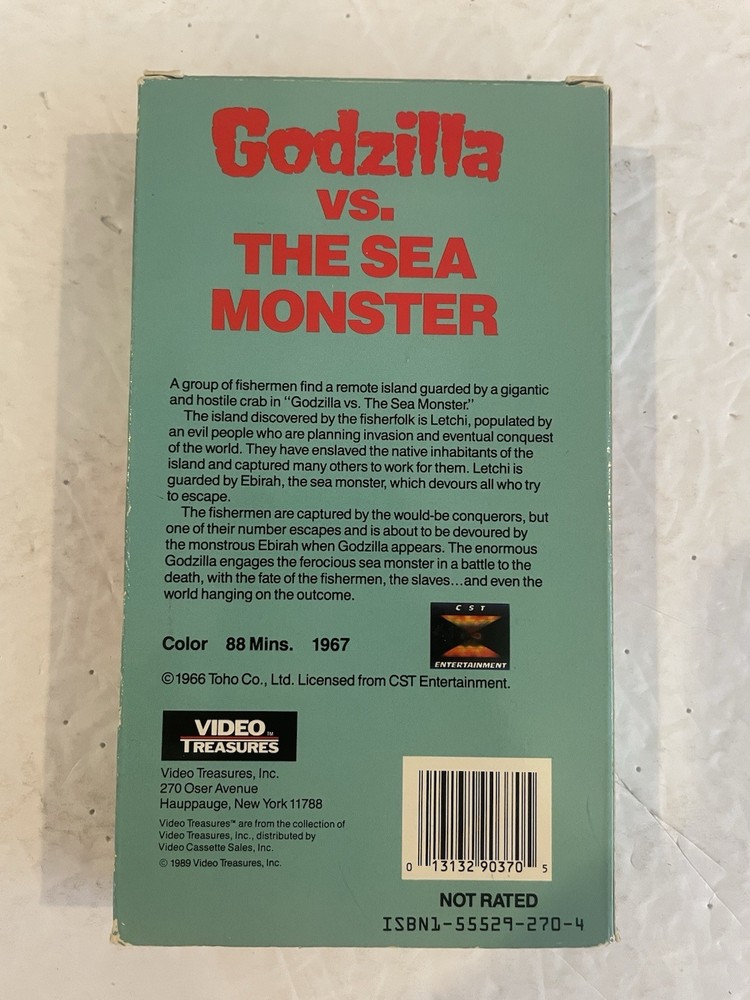 Godzilla
vs.
THE SEA
MONSTER
A group of fishermen find a remote island guarded by a gigantic
and hostile crab in "Godzilla vs. The Sea Monster."
The island discovered by the fisherfolk is Letchi, populated by
an evil people who are planning invasion and eventual conquest
of the world. They have enslaved the native inhabitants of the
island and captured many others to work for them. Letchi is
guarded by Ebirah, the sea monster, which devours all who try
to escape.
The fishermen are captured by the would-be conquerors, but
one of their number escapes and is about to be devoured by
the monstrous Ebirah when Godzilla appears. The enormous
Godzilla engages the ferocious sea monster in a battle to the
death, with the fate of the fishermen, the slaves...and even the
world hanging on the outcome.
CST
ENTERTAINMENT
Color 88 Mins. 1967
©1966 Toho Co., Ltd. Licensed from CST Entertainment.
VIDEO TM
TREASURES
Video Treasures, Inc.
270 Oser Avenue
Hauppauge, New York 11788
Video Treasures™ are from the collection of
Video Treasures, Inc., distributed by
Video Cassette Sales, Inc.
© 1989 Video Treasures, Inc.
0 13132 90370 5
NOT RATED
ISBN1-55529-270-4